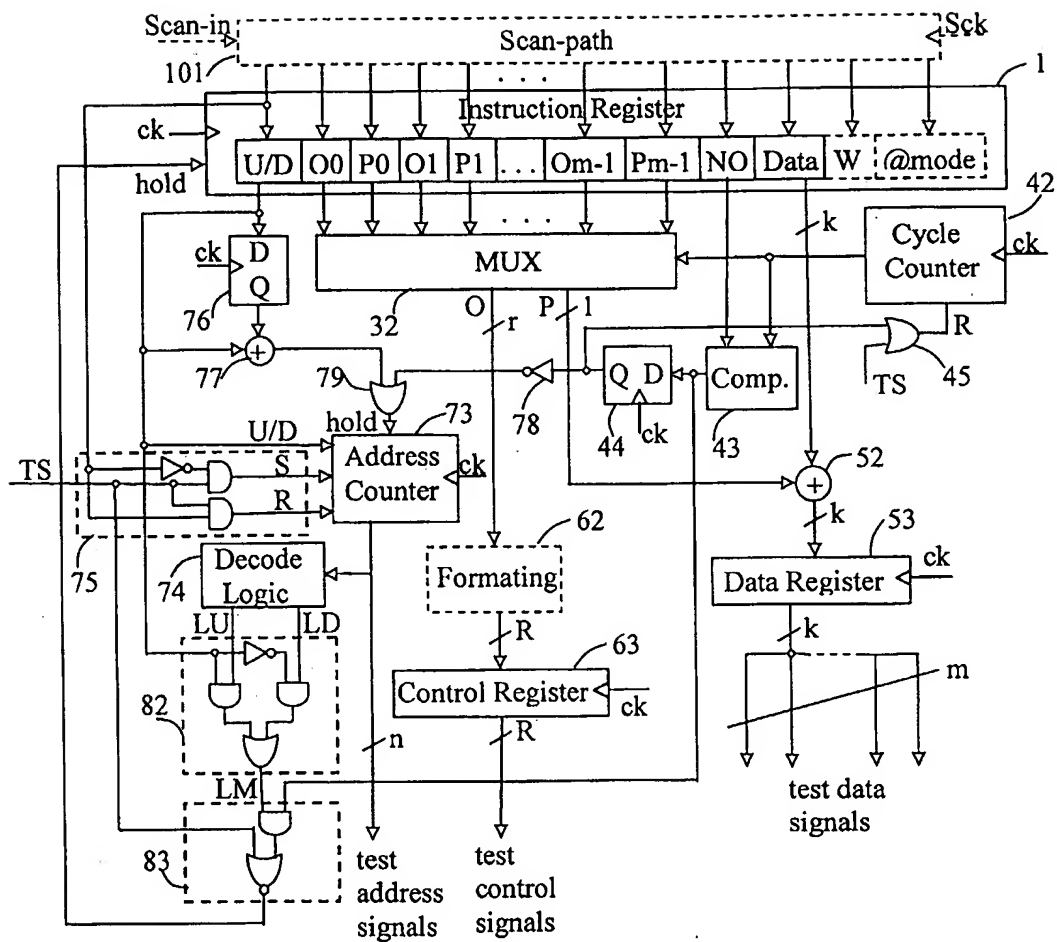 Scan-in
Scan-path
Sck
101
1
Instruction Register
ck
hold
U/D O0 P0 O1 P1 ... Om-1 Pm-1 NO Data W @mode
42
k
Cycle
Counter
ck
ck
D
Q
76
MUX
O
r
P
1
32
R
TS
45
77
79
78
Q D
44
ck
Comp.
43
hold
73
U/D
Address
Counter
ck
TS
S
R
75
52
k
62
53
74
Decode
Logic
Formating
Data Register
ck
LU
LD
R
63
k
Control Register
ck
m
82
n
R
LM
83
test
address
signals
test
control
signals
test data
signals